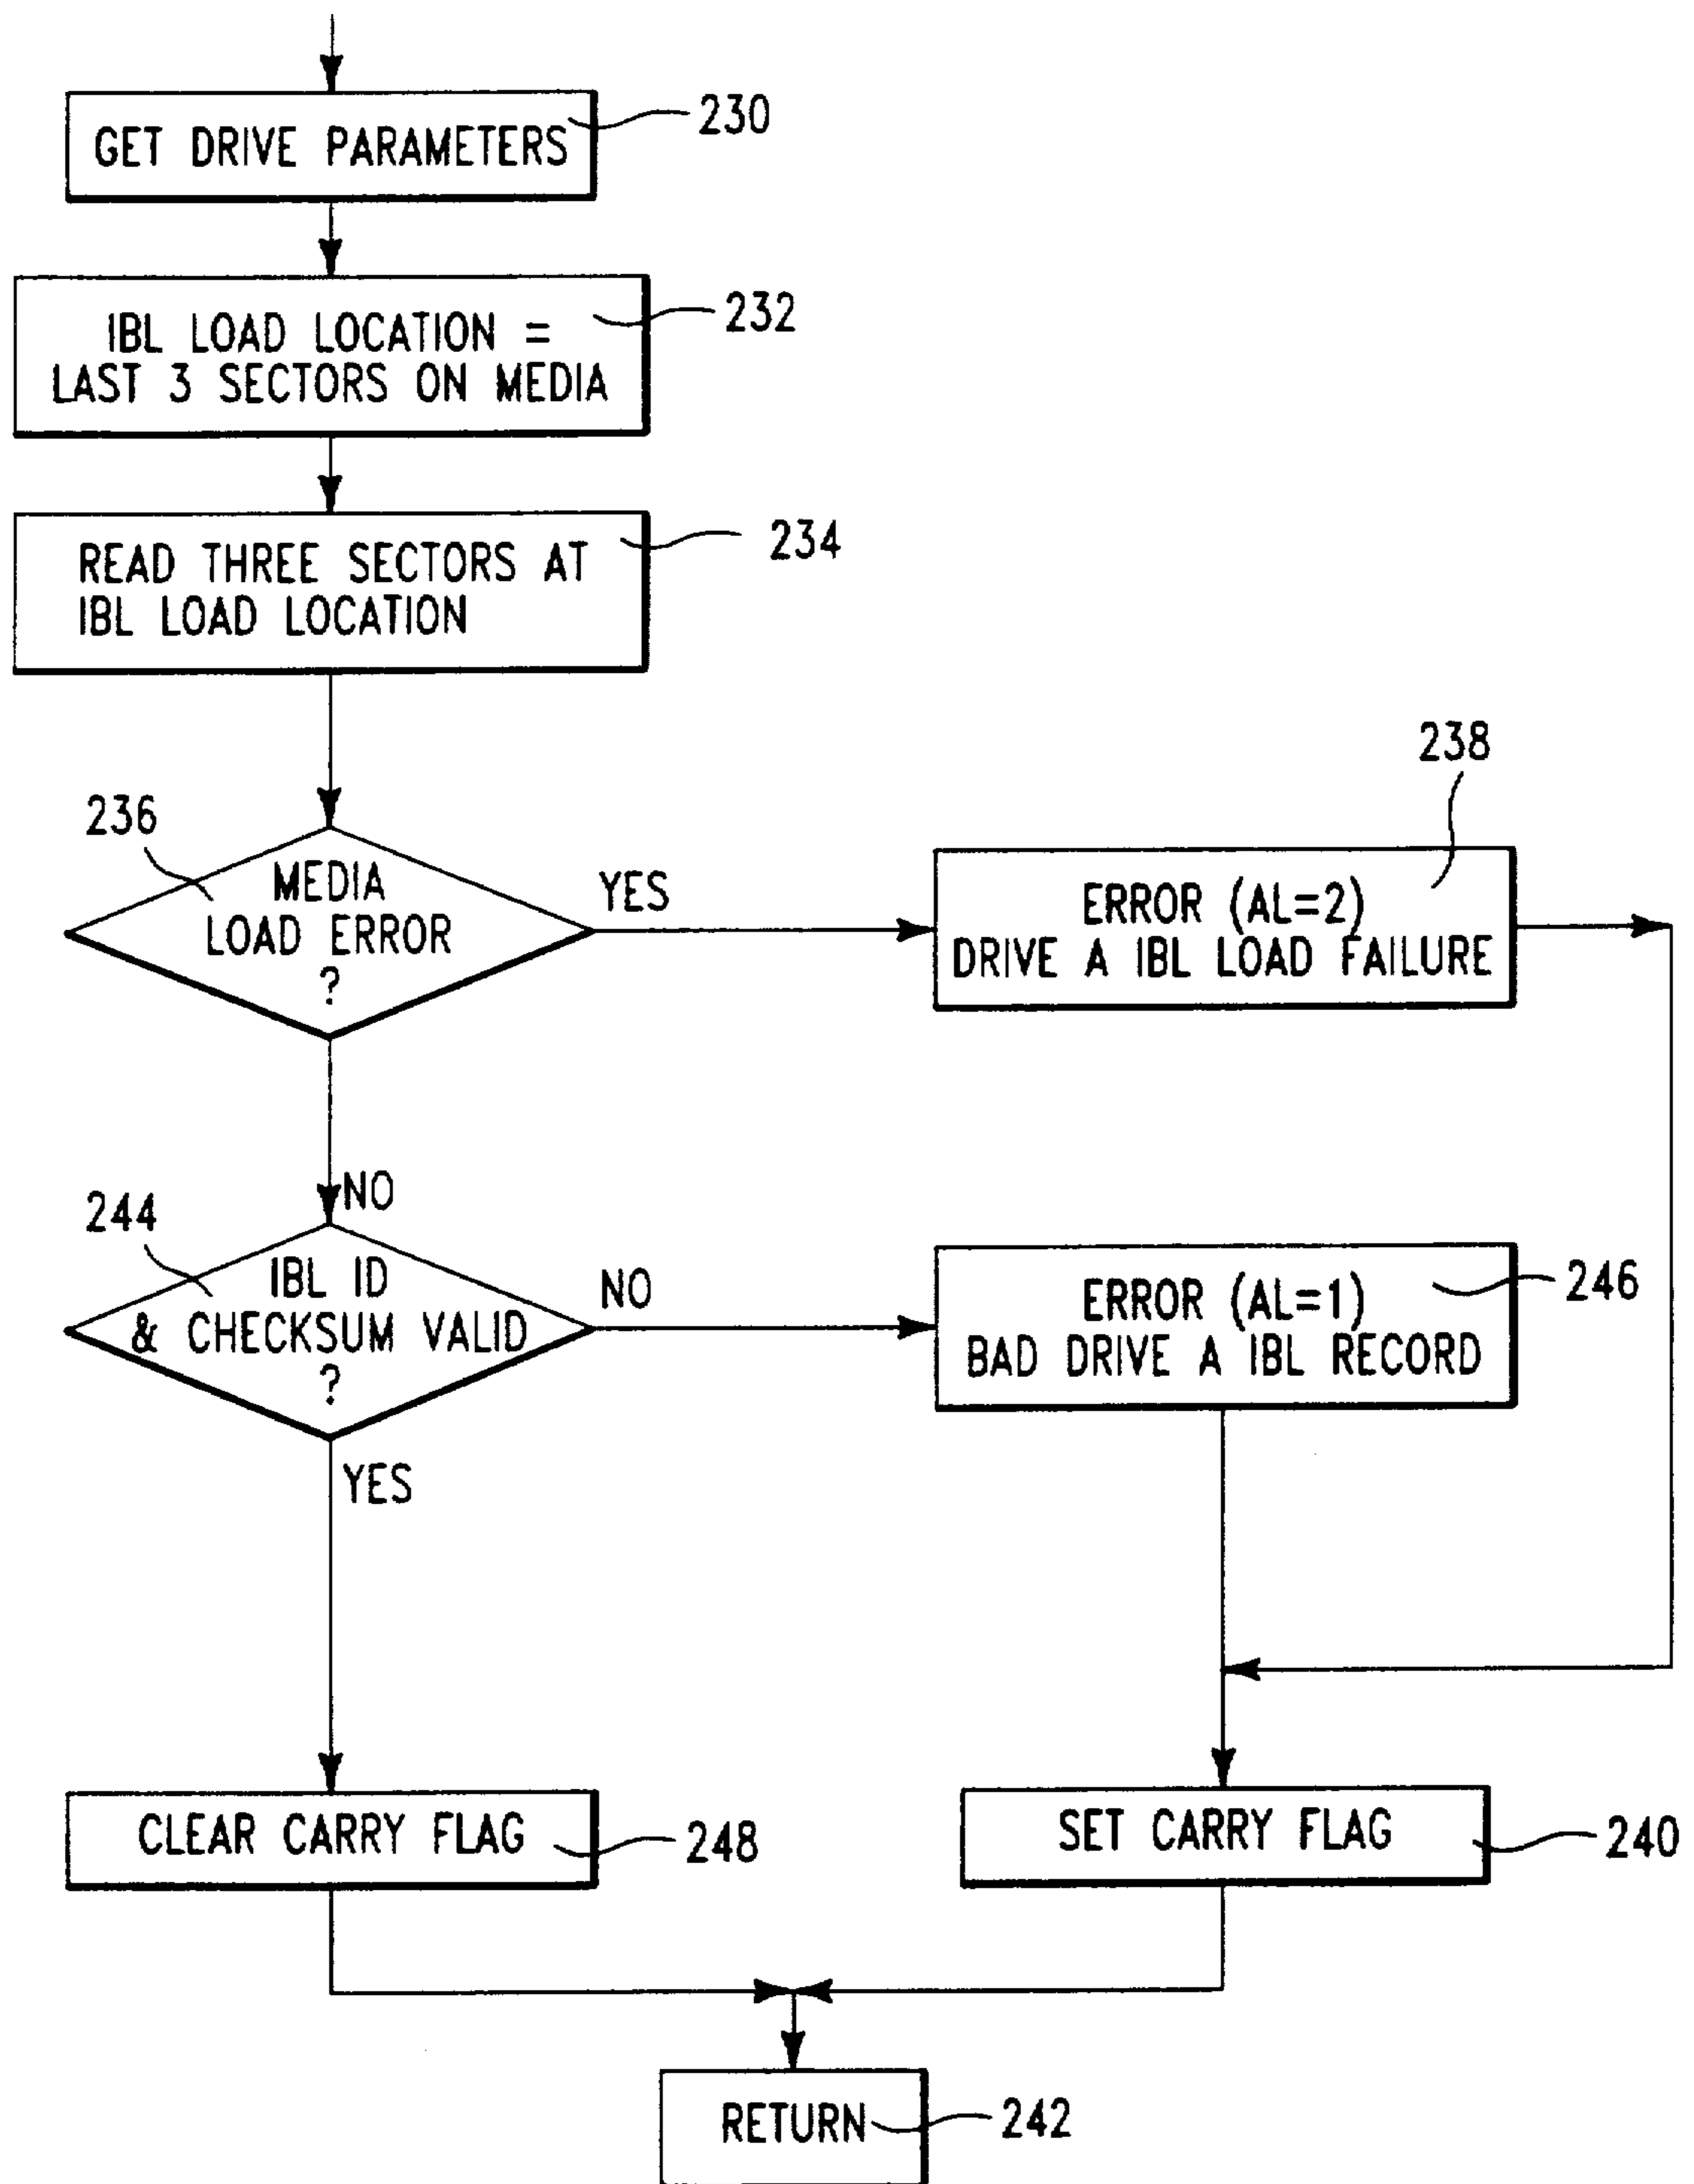 GET DRIVE PARAMETERS
230
IBL LOAD LOCATION =
LAST 3 SECTORS ON MEDIA
232
READ THREE SECTORS AT
IBL LOAD LOCATION
234
236
MEDIA
LOAD ERROR
?
YES
238
ERROR (AL=2)
DRIVE A IBL LOAD FAILURE
NO
244
IBL ID
& CHECKSUM VALID
?
NO
ERROR (AL=1)
BAD DRIVE A IBL RECORD
246
YES
CLEAR CARRY FLAG
248
SET CARRY FLAG
240
RETURN
242